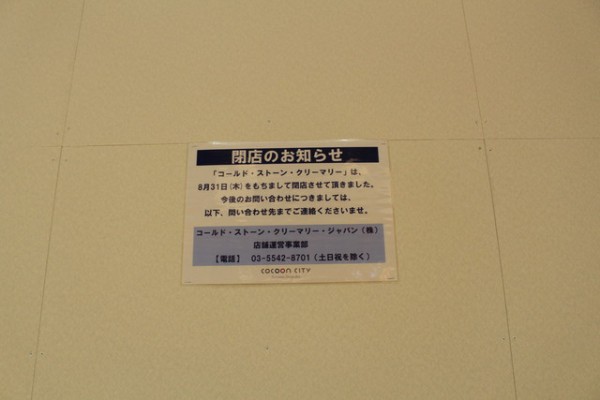 閉店のお知らせ
「コールド・ストーン・クリーマリー」は、
8月31日(木)をもちまして閉店させて頂きました。
今後のお問い合わせにつきましては、
以下、問い合わせ先までご連絡くださいませ。
コールド・ストーン・クリーマリー・ジャパン（株）
店舗運営事業部
【電話】 03-5542-8701（土日祝を除く）
COCOON CITY